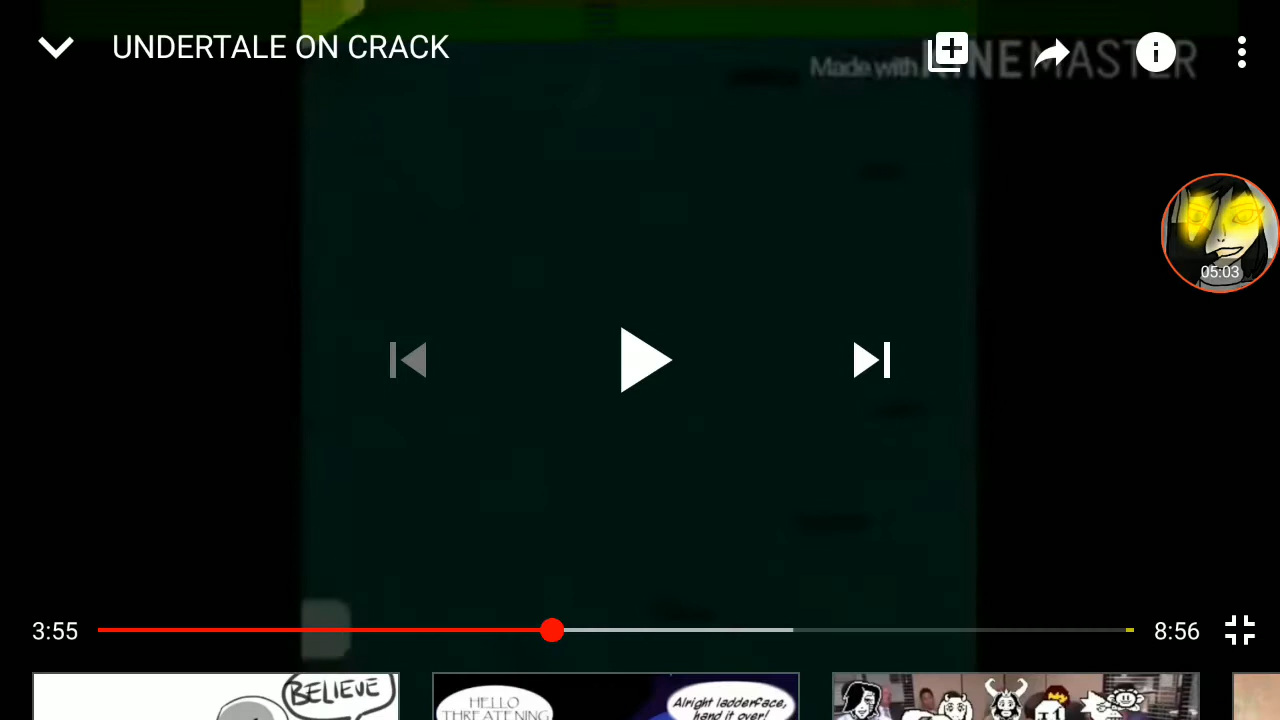 UNDERTALE ON CRACK
Made with KINEMASTER
05:03
3:55
8:56
BELIEVE
HELLO
THREATENING
Alright ladderface,
hand it over!